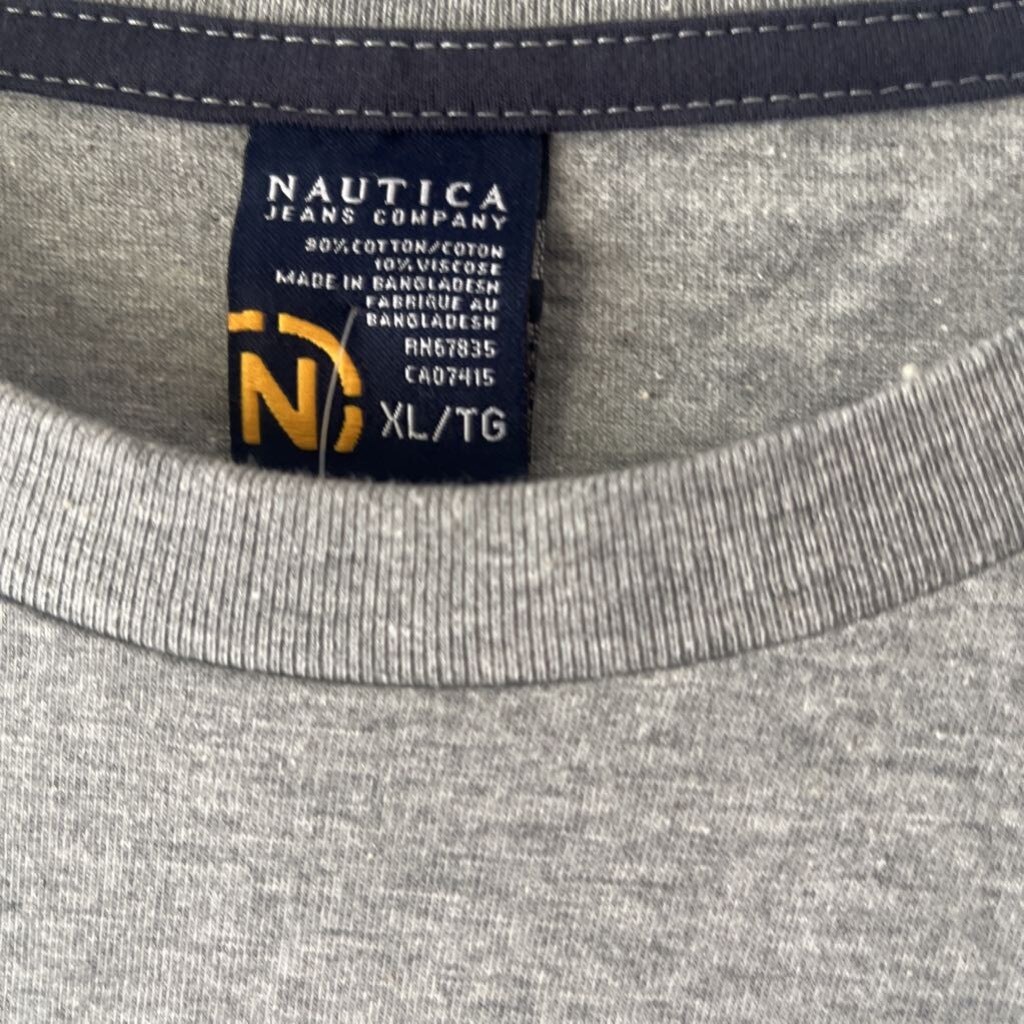 NAUTICA
JEANS COMPANY
90% COTTON/COTON
10% VISCOSE
MADE IN BANGLADESH
FABRIQUE AU
BANGLADESH
RN67835
CA07415
N
XL/TG